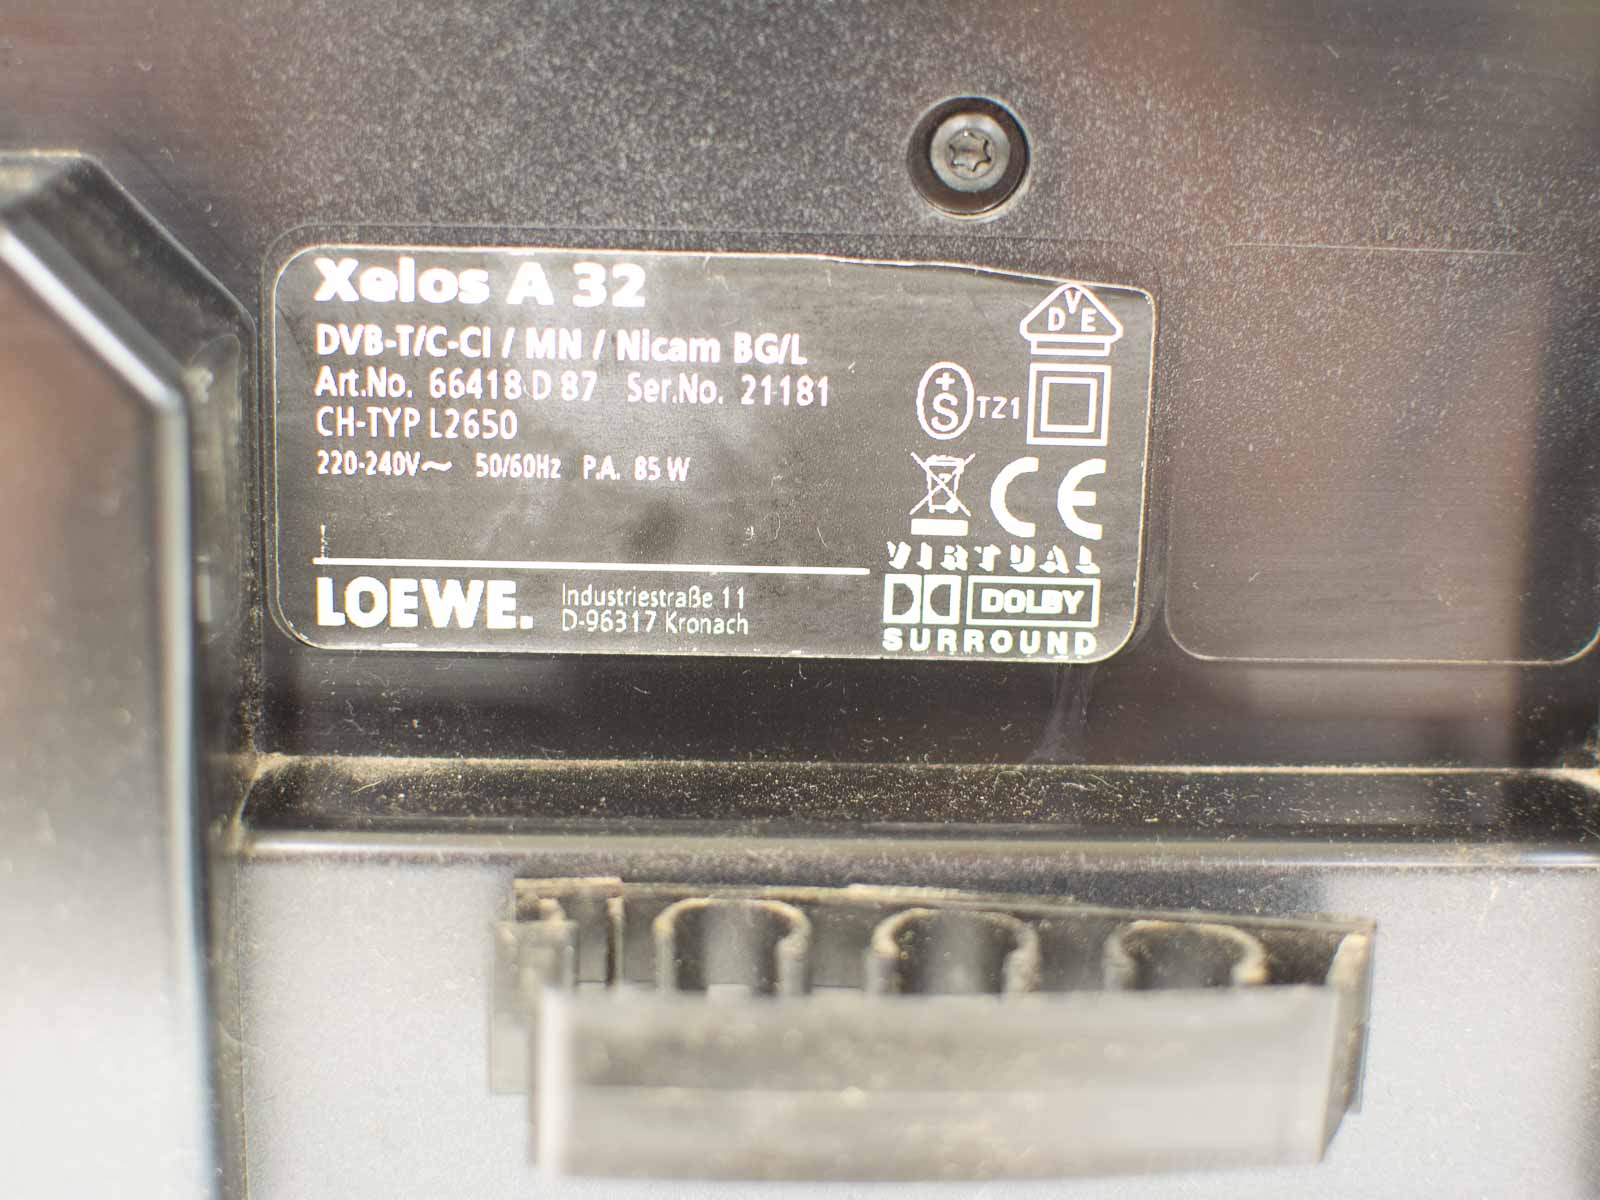 Xelos A 32
DVB-T/C-CI / MN / Nicam BG/L
Art.No. 66418 D 87 Ser.No. 21181
CH-TYP L2650
220-240V~ 50/60Hz P.A. 85 W
VDE
+S TZ1
CE
VIRTUAL
DOLBY
SURROUND
LOEWE. Industriestraße 11
D-96317 Kronach